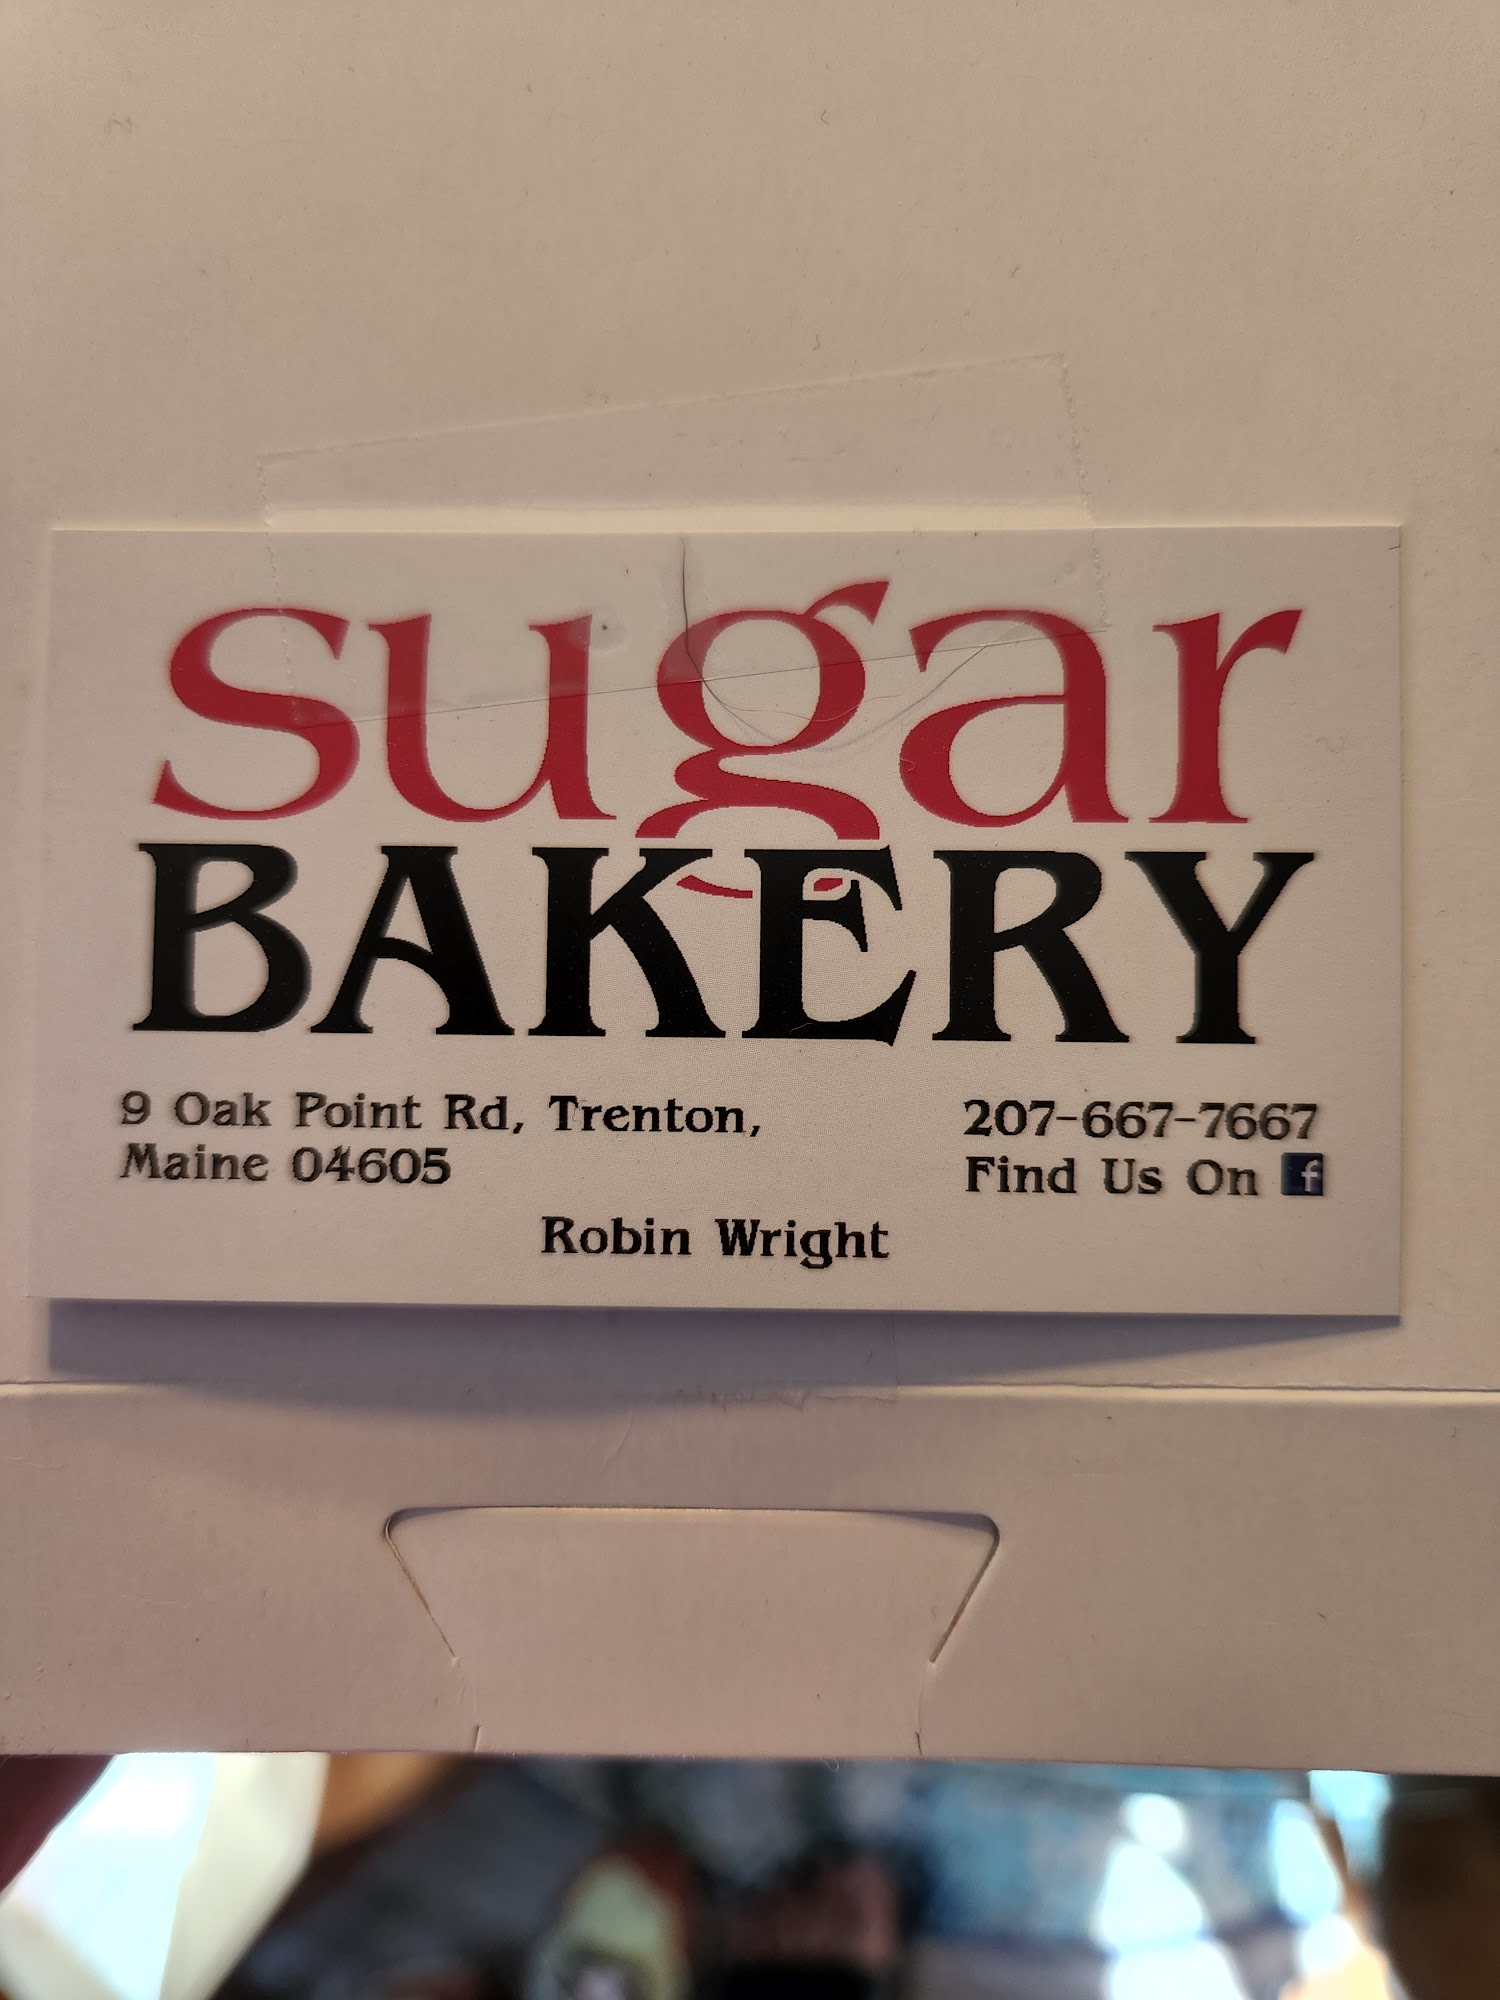 sugar
BAKERY
9 Oak Point Rd, Trenton,
Maine 04605
207-667-7667
Find Us On f
Robin Wright